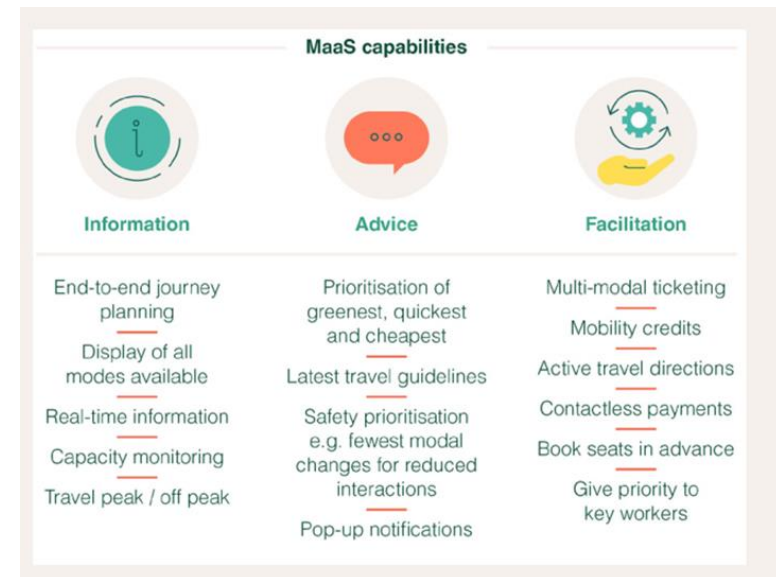 MaaS capabilities
i
Information
End-to-end journey
planning
Display of all
modes available
Real-time information
Capacity monitoring
Travel peak / off peak
Advice
Prioritisation of
greenest, quickest
and cheapest
Latest travel guidelines
Safety prioritisation
e.g. fewest modal
changes for reduced
interactions
Pop-up notifications
Facilitation
Multi-modal ticketing
Mobility credits
Active travel directions
Contactless payments
Book seats in advance
Give priority to
key workers